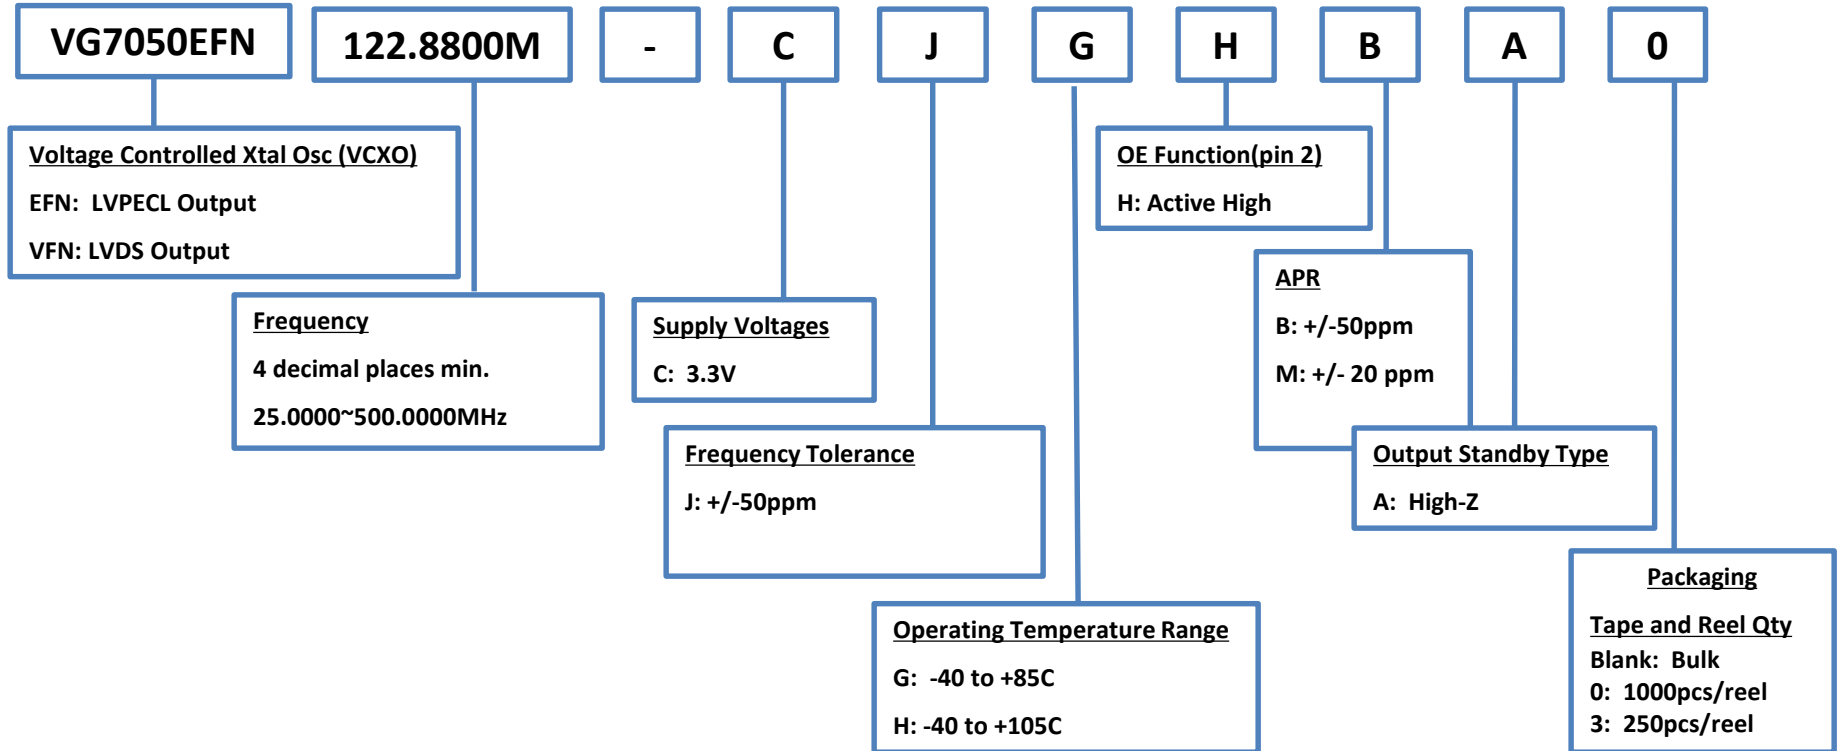 VG7050EFN 122.8800M - C J G H B A 0
Voltage Controlled Xtal Osc (VCXO)
EFN: LVPECL Output
VFN: LVDS Output
OE Function(pin 2)
H: Active High
Frequency
4 decimal places min.
25.0000~500.0000MHz
Supply Voltages
C: 3.3V
APR
B: +/-50ppm
M: +/- 20 ppm
Frequency Tolerance
J: +/-50ppm
Output Standby Type
A: High-Z
Operating Temperature Range
G: -40 to +85C
H: -40 to +105C
Packaging
Tape and Reel Qty
Blank: Bulk
0: 1000pcs/reel
3: 250pcs/reel